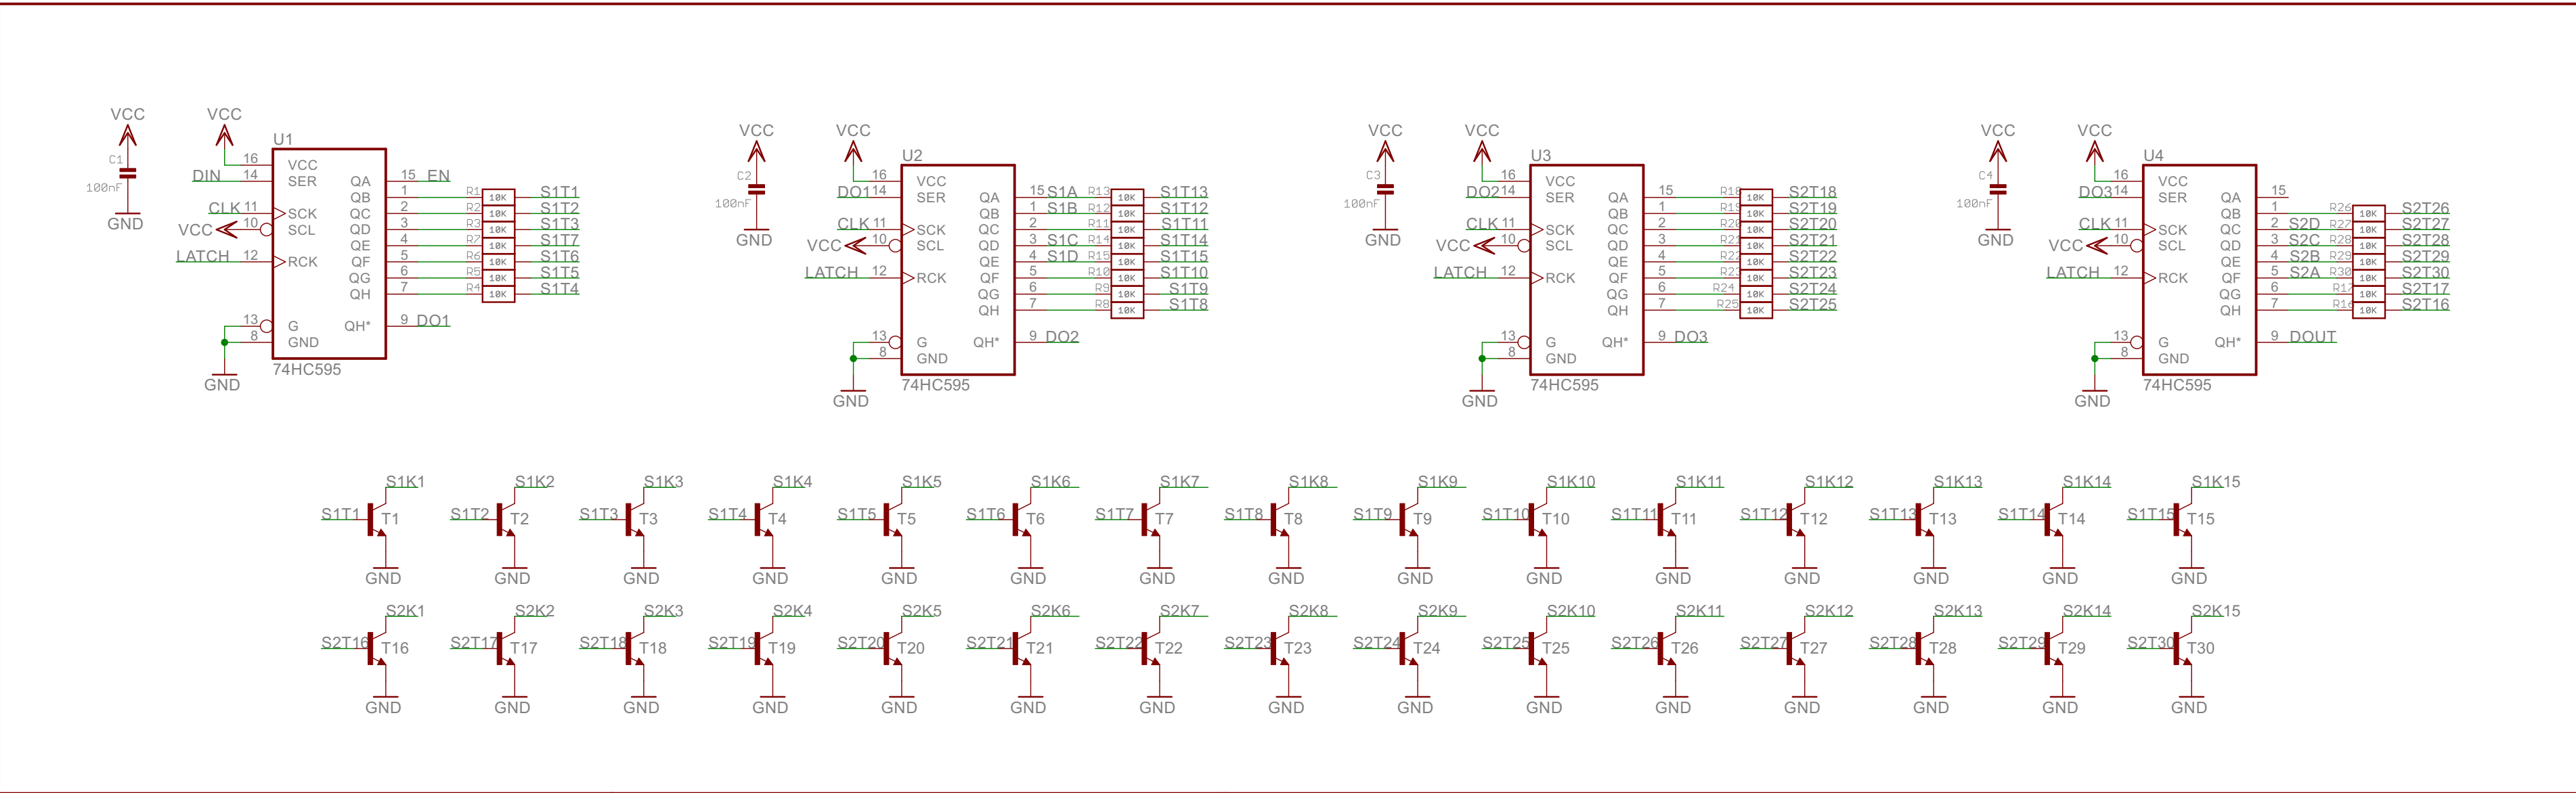 VCC VCC VCC VCC VCC VCC VCC VCC
U1 U2 U3 U4
C1 100nF GND
DIN 14 16 VCC SER
CLK 11 SCK
VCC 10 SCL
LATCH 12 RCK
13 G
8 GND
GND
QA 15 EN
QB 1 R1 10K S1T1
QC 2 R2 10K S1T2
QD 3 R3 10K S1T3
QE 4 R7 10K S1T7
QF 5 R6 10K S1T6
QG 6 R5 10K S1T5
QH 7 R4 10K S1T4
QH* 9 DO1
74HC595
C2 100nF GND
DO1 14 16 VCC SER
CLK 11 SCK
VCC 10 SCL
LATCH 12 RCK
13 G
8 GND
GND
QA 15 S1A R13 10K S1T13
QB 1 S1B R12 10K S1T12
QC 2 R11 10K S1T11
QD 3 S1C R14 10K S1T14
QE 4 S1D R15 10K S1T15
QF 5 R10 10K S1T10
QG 6 R9 10K S1T9
QH 7 R8 10K S1T8
QH* 9 DO2
74HC595
C3 100nF GND
DO2 14 16 VCC SER
CLK 11 SCK
VCC 10 SCL
LATCH 12 RCK
13 G
8 GND
GND
QA 15 R18 10K S2T18
QB 1 R19 10K S2T19
QC 2 R20 10K S2T20
QD 3 R21 10K S2T21
QE 4 R22 10K S2T22
QF 5 R23 10K S2T23
QG 6 R24 10K S2T24
QH 7 R25 10K S2T25
QH* 9 DO3
74HC595
C4 100nF GND
DO3 14 16 VCC SER
CLK 11 SCK
VCC 10 SCL
LATCH 12 RCK
13 G
8 GND
GND
QA 15
QB 1 R26 10K S2T26
QC 2 S2D R27 10K S2T27
QD 3 S2C R28 10K S2T28
QE 4 S2B R29 10K S2T29
QF 5 S2A R30 10K S2T30
QG 6 R17 10K S2T17
QH 7 R16 10K S2T16
QH* 9 DOUT
74HC595
S1K1 S1K2 S1K3 S1K4 S1K5 S1K6 S1K7 S1K8 S1K9 S1K10 S1K11 S1K12 S1K13 S1K14 S1K15
S1T1 T1 S1T2 T2 S1T3 T3 S1T4 T4 S1T5 T5 S1T6 T6 S1T7 T7 S1T8 T8 S1T9 T9 S1T10 T10 S1T11 T11 S1T12 T12 S1T13 T13 S1T14 T14 S1T15 T15
GND GND GND GND GND GND GND GND GND GND GND GND GND GND GND
S2K1 S2K2 S2K3 S2K4 S2K5 S2K6 S2K7 S2K8 S2K9 S2K10 S2K11 S2K12 S2K13 S2K14 S2K15
S2T16 T16 S2T17 T17 S2T18 T18 S2T19 T19 S2T20 T20 S2T21 T21 S2T22 T22 S2T23 T23 S2T24 T24 S2T25 T25 S2T26 T26 S2T27 T27 S2T28 T28 S2T29 T29 S2T30 T30
GND GND GND GND GND GND GND GND GND GND GND GND GND GND GND